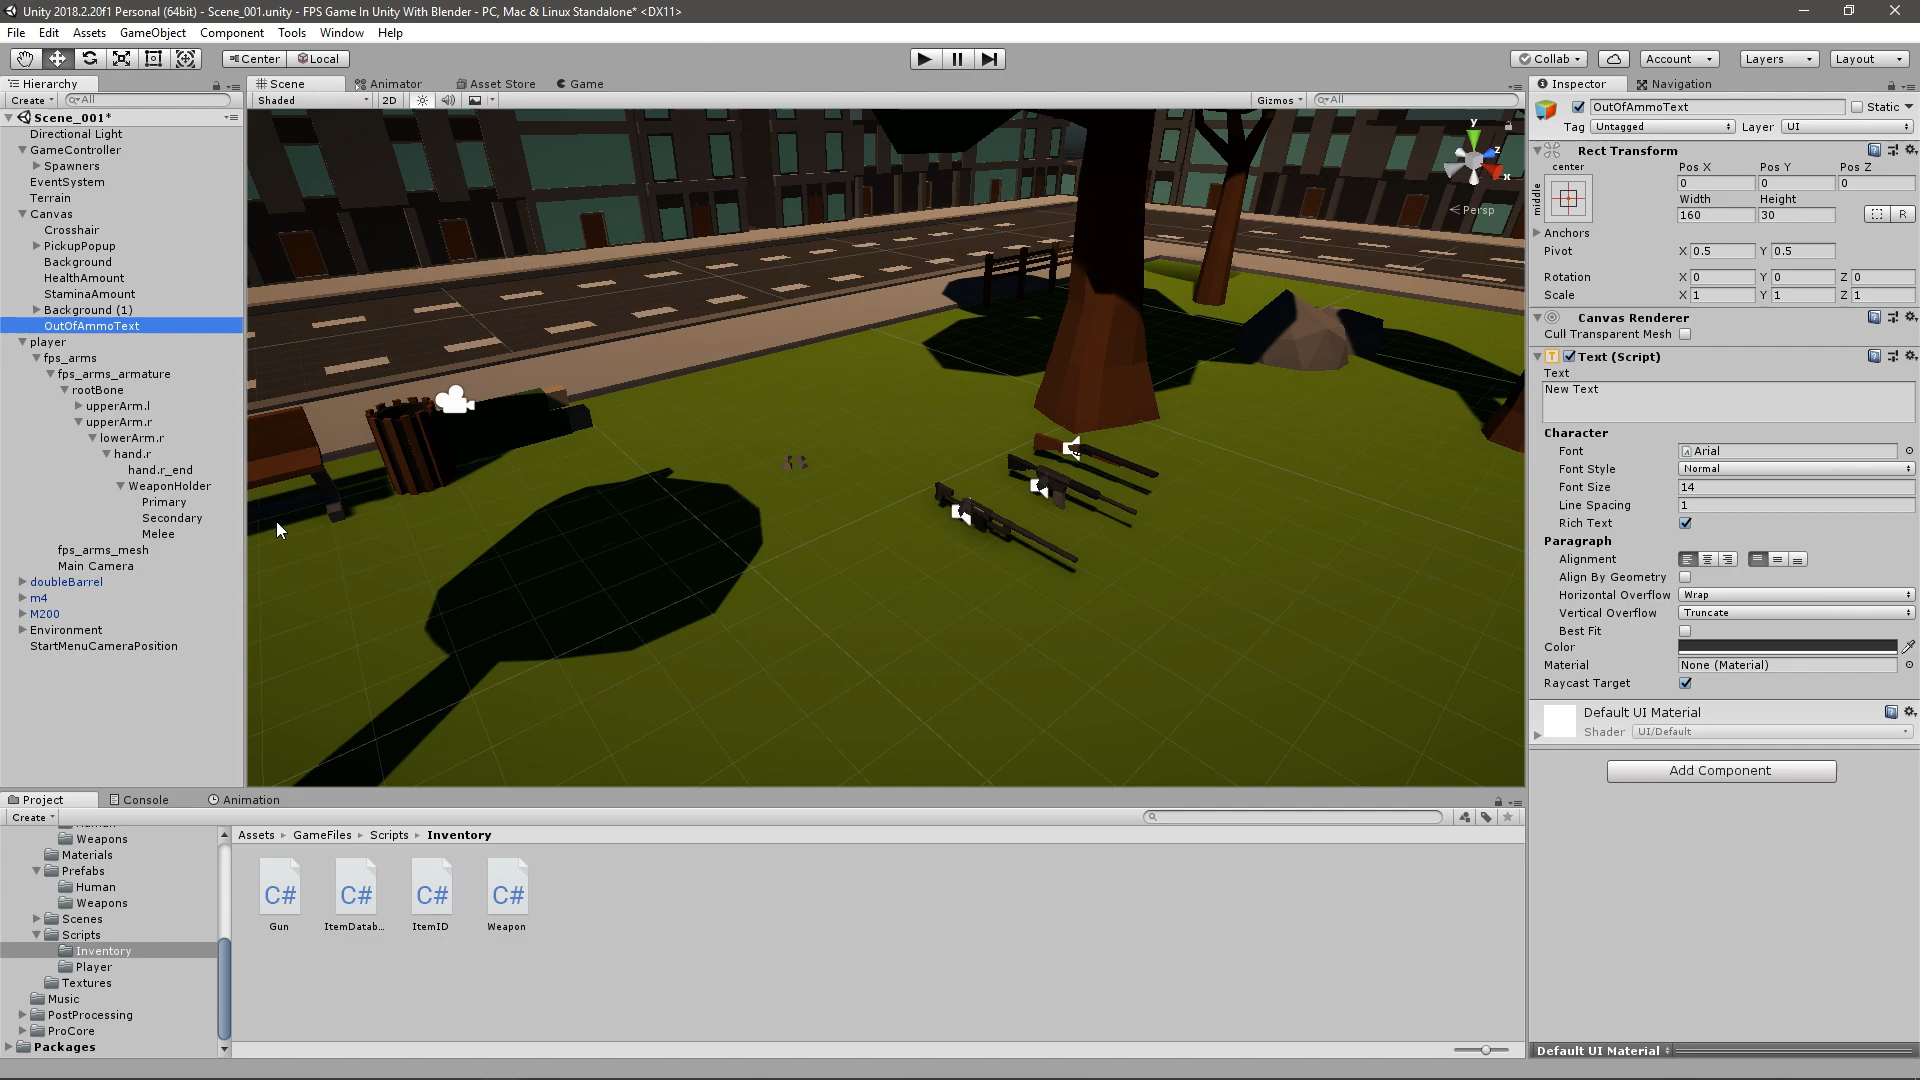 Unity 2018.2.20f1 Personal (64bit) - Scene_001.unity - FPS Game In Unity With Blender - PC, Mac & Linux Standalone* <DX11>
File Edit Assets GameObject Component Tools Window Help
Center Local Collab Account Layers Layout
Hierarchy
Create All
Scene_001*
Directional Light
GameController
Spawners
EventSystem
Terrain
Canvas
Crosshair
PickupPopup
Background
HealthAmount
StaminaAmount
Background (1)
OutOfAmmoText
player
fps_arms
fps_arms_armature
rootBone
upperArm.l
upperArm.r
lowerArm.r
hand.r
hand.r_end
WeaponHolder
Primary
Secondary
Melee
fps_arms_mesh
Main Camera
doubleBarrel
m4
M200
Environment
StartMenuCameraPosition
Scene Animator Asset Store Game
Shaded 2D Gizmos All
y
z
x
Persp
Inspector Navigation
OutOfAmmoText Static
Tag Untagged Layer UI
Rect Transform
center Pos X Pos Y Pos Z
middle
0 0 0
Width Height
160 30 R
Anchors
Pivot X 0.5 Y 0.5
Rotation X 0 Y 0 Z 0
Scale X 1 Y 1 Z 1
Canvas Renderer
Cull Transparent Mesh
T Text (Script)
Text
New Text
Character
Font Arial
Font Style Normal
Font Size 14
Line Spacing 1
Rich Text
Paragraph
Alignment
Align By Geometry
Horizontal Overflow Wrap
Vertical Overflow Truncate
Best Fit
Color
Material None (Material)
Raycast Target
Default UI Material
Shader UI/Default
Add Component
Default UI Material
Project Console Animation
Create
Weapons
Materials
Prefabs
Human
Weapons
Scenes
Scripts
Inventory
Player
Textures
Music
PostProcessing
ProCore
Packages
Assets GameFiles Scripts Inventory
C# C# C# C#
Gun ItemDatab... ItemID Weapon